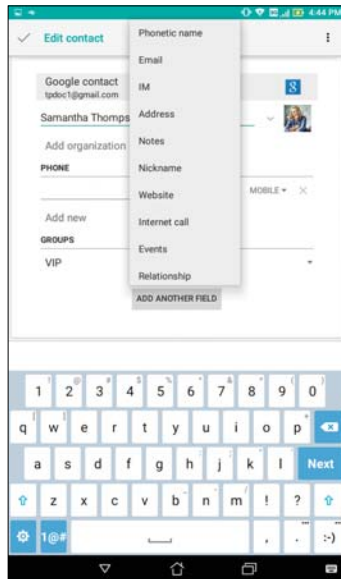 4:44 PM
Edit contact
Phonetic name
Email
IM
Address
Notes
Nickname
Website
Internet call
Events
Relationship
Google contact
8
tpdoc1@gmail.com
Samantha Thomps
Add organization
PHONE
MOBILE
Add new
GROUPS
VIP
ADD ANOTHER FIELD
1 2 3 4 5 6 7 8 9 0
q w e r t y u i o p
a s d f g h j k l Next
z x c v b n m ! ?
1@# , . :-)